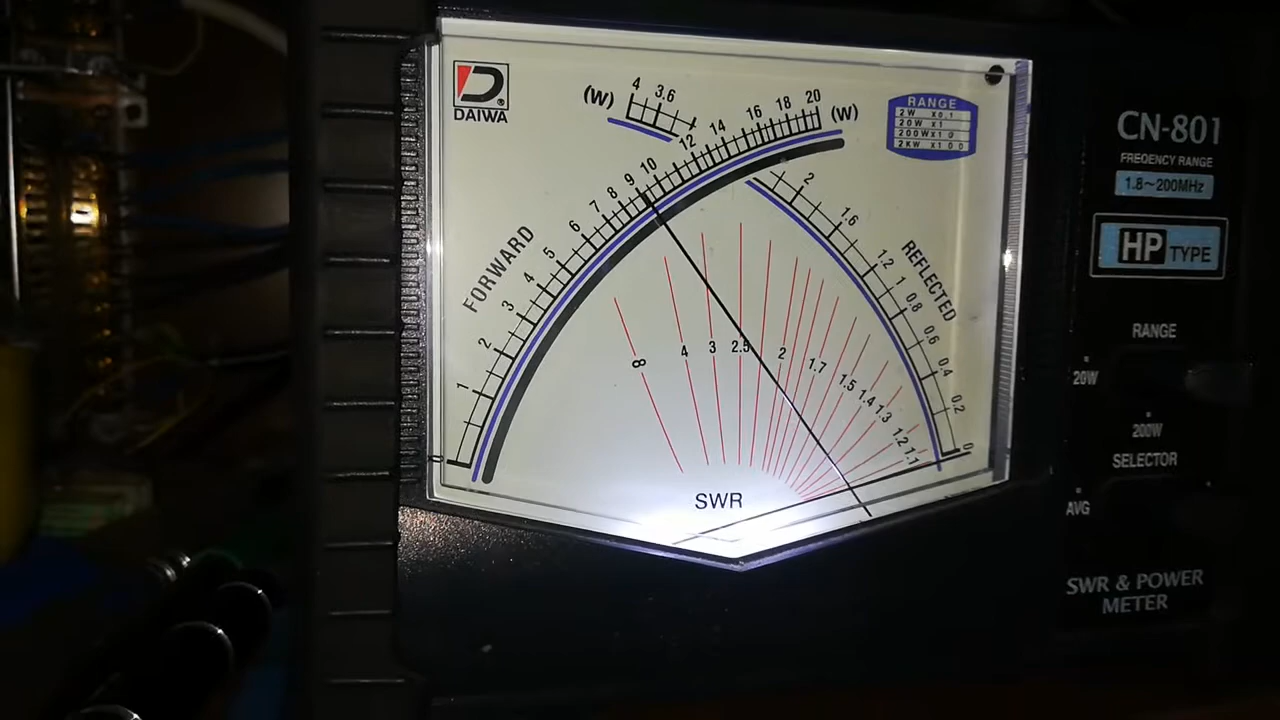 DAIWA
(W) 4 3.6
16 18 20 (W)
14
12
10
9
8
7
6
5
4
3
2
1
0
FORWARD
RANGE
2W X0.1
20W X1
200W X10
2KW X100
2
1.6
1.2
1
0.8
0.6
0.4
0.2
0
REFLECTED
8 4 3 2.5 2 1.7 1.5 1.4 1.3 1.2 1.1
SWR
CN-801
FREOENCY RANGE
1.8~200MHz
HP TYPE
RANGE
20W
200W
SELECTOR
AVG
SWR & POWER
METER